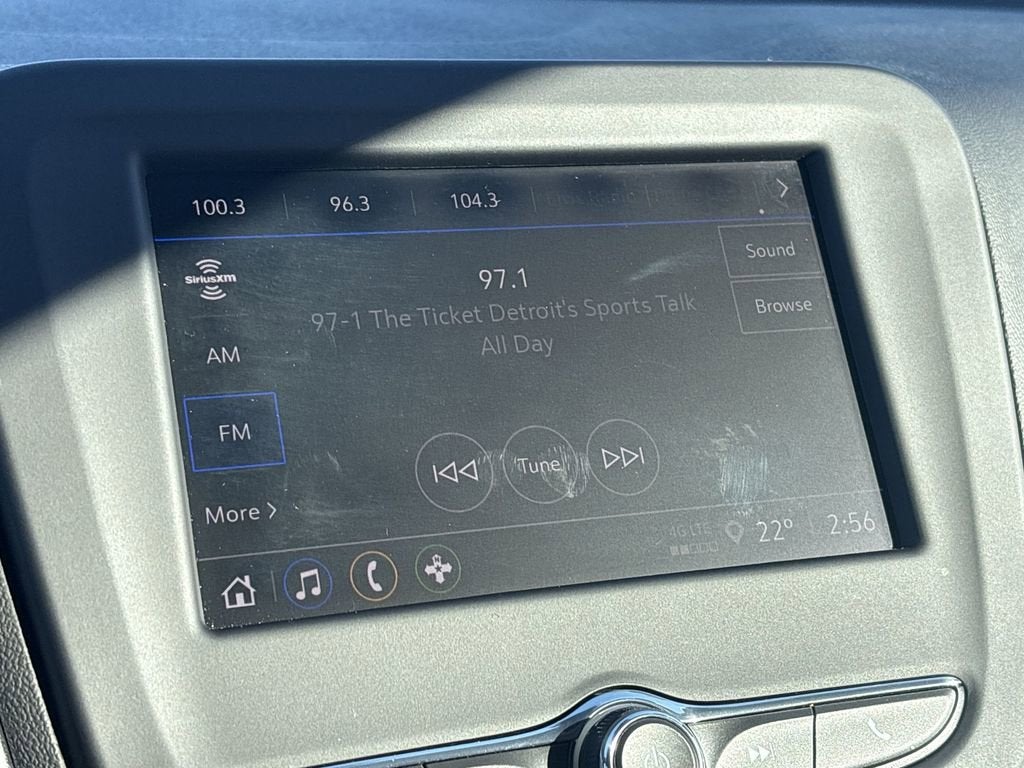 100.3 96.3 104.3
SiriusXM
97.1
Sound
97-1 The Ticket Detroit's Sports Talk
All Day
Browse
AM
FM
Tune
More >
4G LTE
22° 2:56